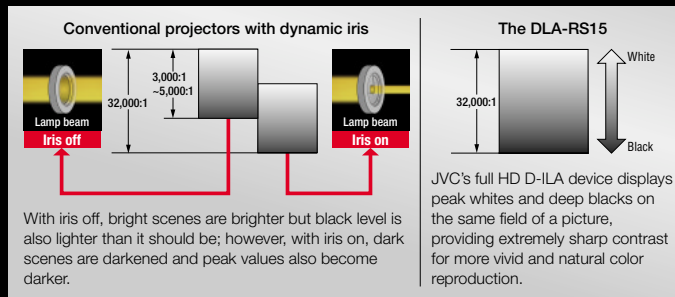 Conventional projectors with dynamic iris
32,000:1
3,000:1
~5,000:1
Lamp beam
Iris off
Lamp beam
Iris on
With iris off, bright scenes are brighter but black level is
also lighter than it should be; however, with iris on, dark
scenes are darkened and peak values also become
darker.
The DLA-RS15
32,000:1
White
Black
JVC's full HD D-ILA device displays
peak whites and deep blacks on
the same field of a picture,
providing extremely sharp contrast
for more vivid and natural color
reproduction.